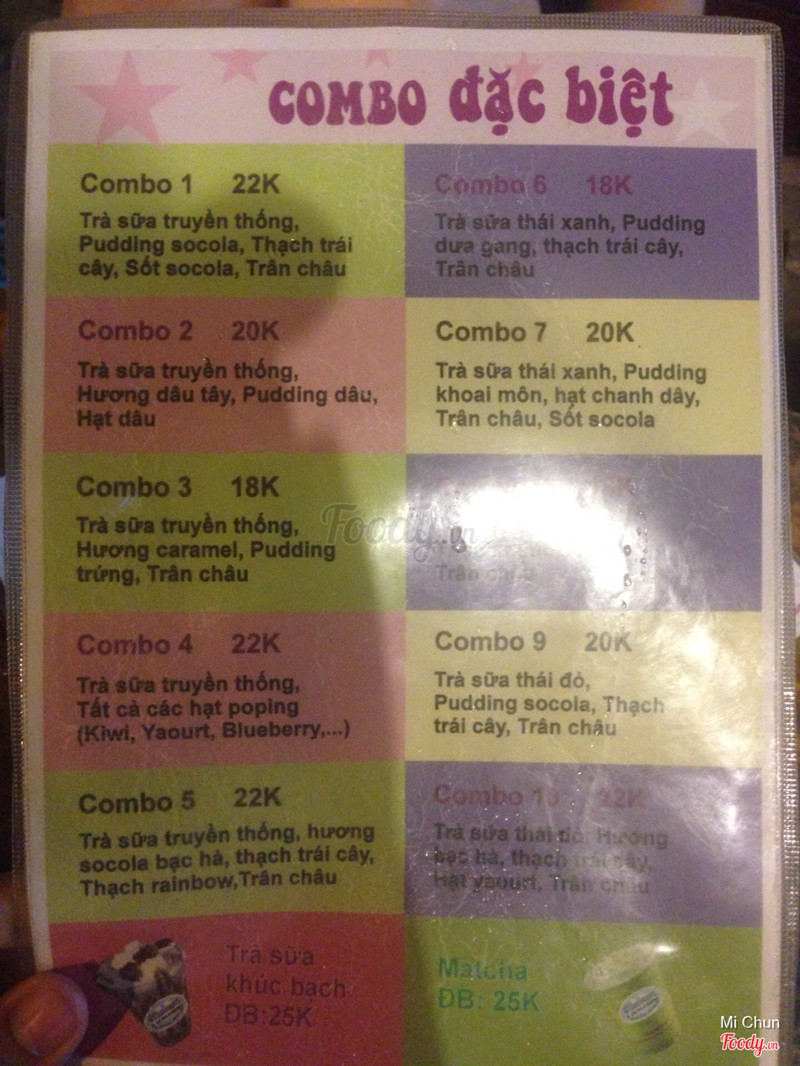 COMBO đặc biệt
Combo 1 22K
Trà sữa truyền thống,
Pudding socola, Thạch trái
cây, Sốt socola, Trân châu
Combo 2 20K
Trà sữa truyền thống,
Hương dâu tây, Pudding dâu,
Hạt dâu
Combo 3 18K
Trà sữa truyền thống,
Hương caramel, Pudding
trứng, Trân châu
Combo 4 22K
Trà sữa truyền thống,
Tất cả các hạt poping
(Kiwi, Yaourt, Blueberry,...)
Combo 5 22K
Trà sữa truyền thống, hương
socola bạc hà, thạch trái cây,
Thạch rainbow,Trân châu
Trà sữa
khúc bạch
ĐB:25K
Combo 6 18K
Trà sữa thái xanh, Pudding
dưa gang, thạch trái cây,
Trân châu
Combo 7 20K
Trà sữa thái xanh, Pudding
khoai môn, hạt chanh dây,
Trân châu, Sốt socola
Trân châu
Combo 9 20K
Trà sữa thái đỏ,
Pudding socola, Thạch
trái cây, Trân châu
Combo 10 22K
Trà sữa thái đỏ, Hương
bạc hà, thạch trái cây,
Hạt yaourt, Trân châu
Matcha
ĐB: 25K
Foody.vn
Mi Chun
Foody.vn